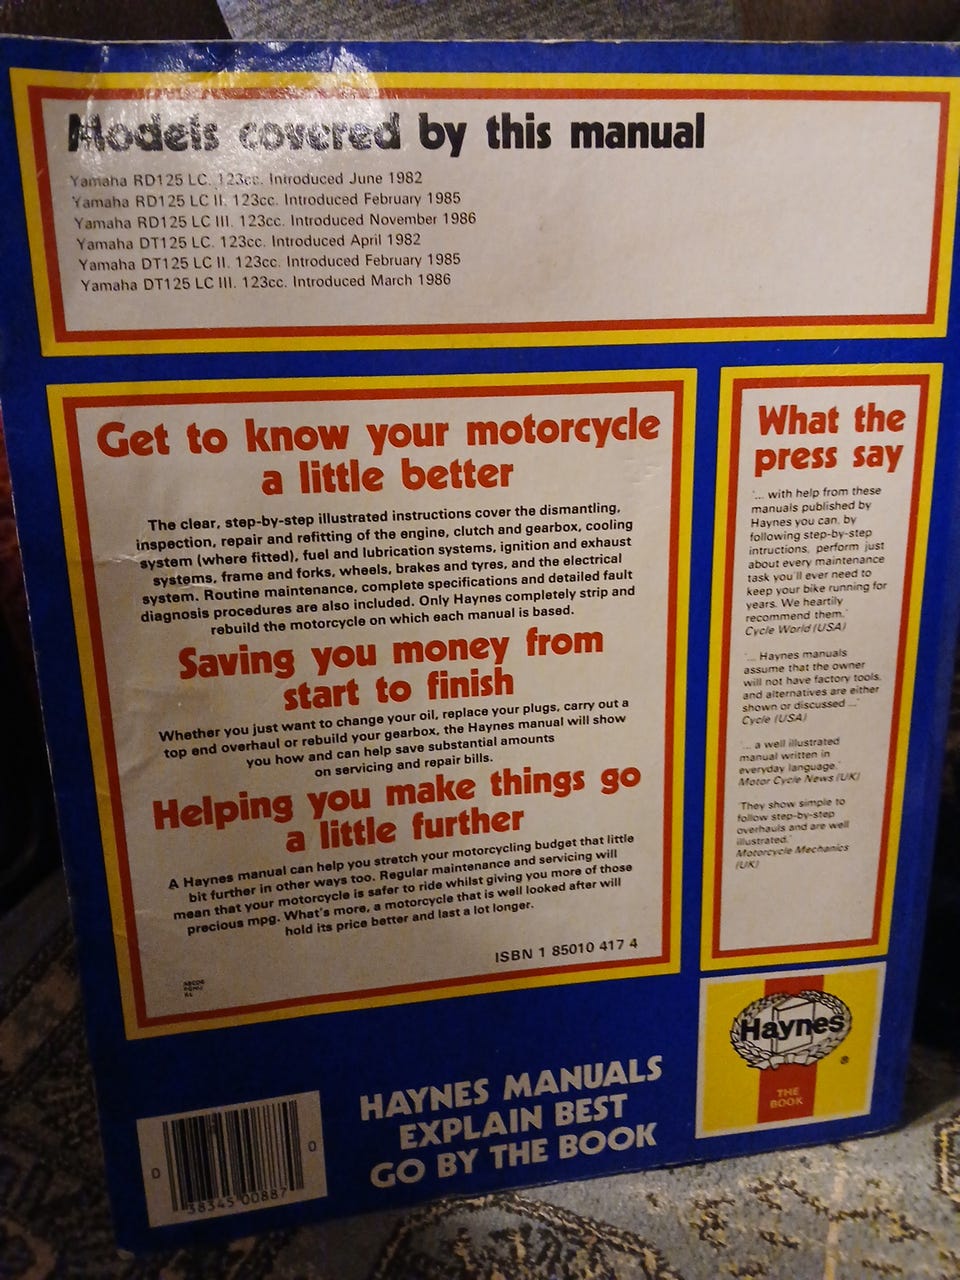 Models covered by this manual
Yamaha RD125 LC. 123cc. Introduced June 1982
Yamaha RD125 LC II. 123cc. Introduced February 1985
Yamaha RD125 LC III. 123cc. Introduced November 1986
Yamaha DT125 LC. 123cc. Introduced April 1982
Yamaha DT125 LC II. 123cc. Introduced February 1985
Yamaha DT125 LC III. 123cc. Introduced March 1986
Get to know your motorcycle
a little better
The clear, step-by-step illustrated instructions cover the dismantling,
inspection, repair and refitting of the engine, clutch and gearbox, cooling
system (where fitted), fuel and lubrication systems, ignition and exhaust
systems, frame and forks, wheels, brakes and tyres, and the electrical
system. Routine maintenance, complete specifications and detailed fault
diagnosis procedures are also included. Only Haynes completely strip and
rebuild the motorcycle on which each manual is based.
Saving you money from
start to finish
Whether you just want to change your oil, replace your plugs, carry out a
top end overhaul or rebuild your gearbox, the Haynes manual will show
you how and can help save substantial amounts
on servicing and repair bills.
Helping you make things go
a little further
A Haynes manual can help you stretch your motorcycling budget that little
bit further in other ways too. Regular maintenance and servicing will
mean that your motorcycle is safer to ride whilst giving you more of those
precious mpg. What's more, a motorcycle that is well looked after will
hold its price better and last a lot longer.
ISBN 1 85010 417 4
What the
press say
'... with help from these
manuals published by
Haynes you can, by
following step-by-step
intructions, perform just
about every maintenance
task you'll ever need to
keep your bike running for
years. We heartily
recommend them.'
Cycle World (USA)
'... Haynes manuals
assume that the owner
will not have factory tools,
and alternatives are either
shown or discussed ...'
Cycle (USA)
'... a well illustrated
manual written in
everyday language.'
Motor Cycle News (UK)
'They show simple to
follow step-by-step
overhauls and are well
illustrated.'
Motorcycle Mechanics
(UK)
Haynes
®
THE
BOOK
HAYNES MANUALS
EXPLAIN BEST
GO BY THE BOOK
0 38345 00887 0